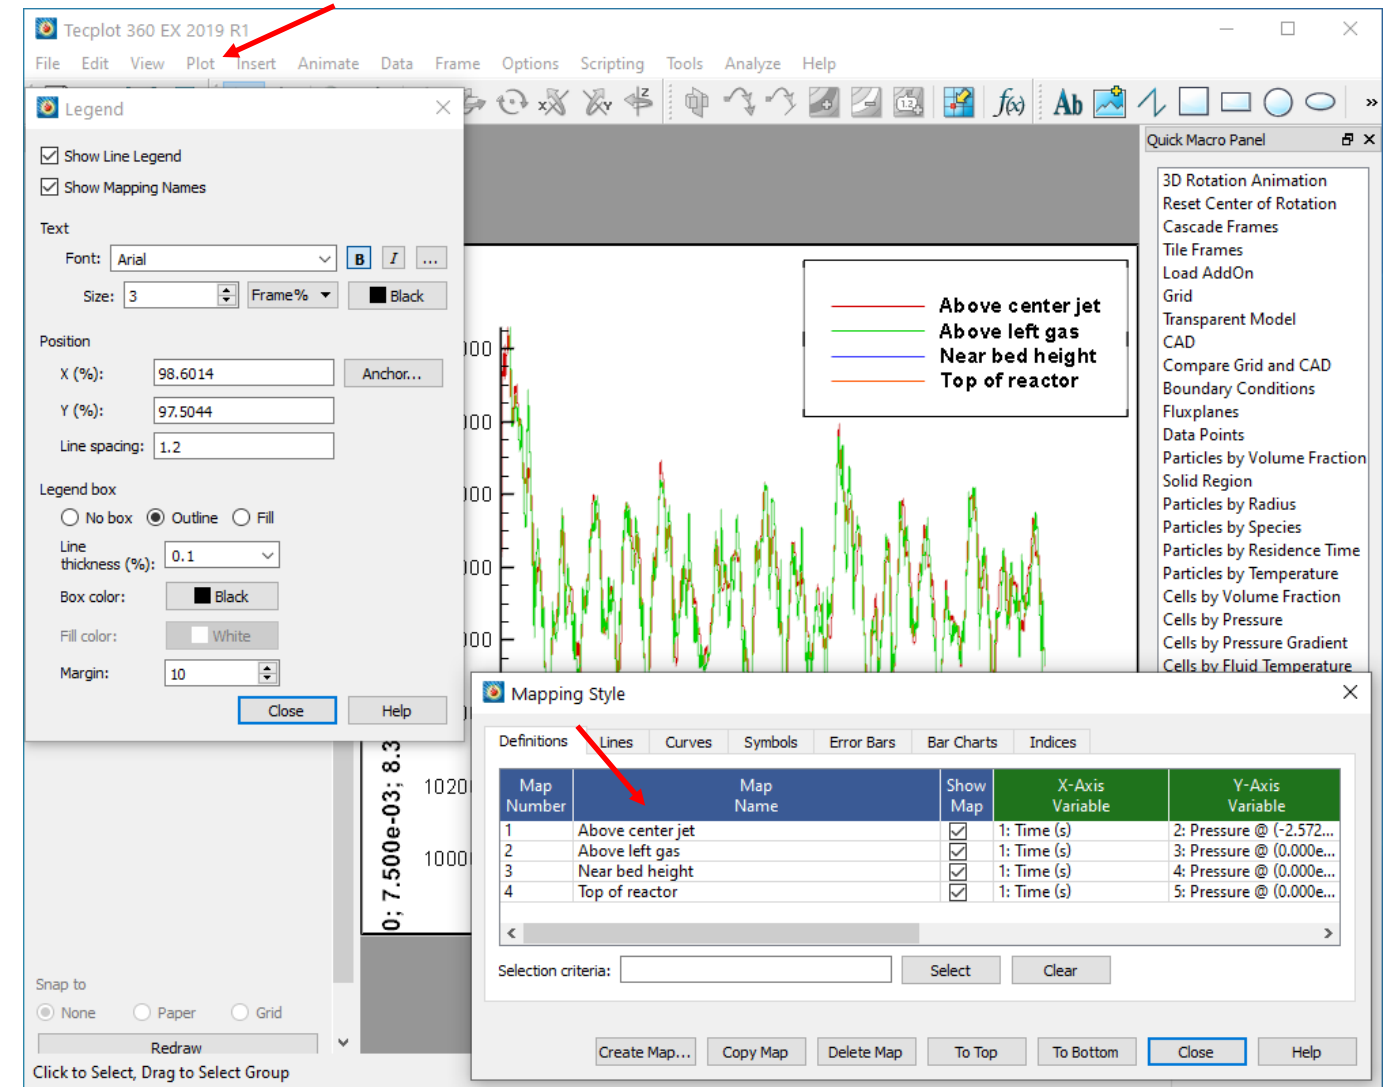 Tecplot 360 EX 2019 R1
File Edit View Plot Insert Animate Data Frame Options Scripting Tools Analyze Help
Legend
Show Line Legend
Show Mapping Names
Text
Font: Arial B I ...
Size: 3 Frame% Black
Position
X (%): 98.6014 Anchor...
Y (%): 97.5044
Line spacing: 1.2
Legend box
No box Outline Fill
Line
thickness (%): 0.1
Box color: Black
Fill color: White
Margin: 10
Close Help
Ab
Quick Macro Panel
3D Rotation Animation
Reset Center of Rotation
Cascade Frames
Tile Frames
Load AddOn
Grid
Transparent Model
CAD
Compare Grid and CAD
Boundary Conditions
Fluxplanes
Data Points
Particles by Volume Fraction
Solid Region
Particles by Radius
Particles by Species
Particles by Residence Time
Particles by Temperature
Cells by Volume Fraction
Cells by Pressure
Cells by Pressure Gradient
Cells by Fluid Temperature
Above center jet
Above left gas
Near bed height
Top of reactor
000
000
000
000
000
1020
1000
0; 7.500e-03; 8.3
Mapping Style
Definitions Lines Curves Symbols Error Bars Bar Charts Indices
Map Number Map Name Show Map X-Axis Variable Y-Axis Variable
1 Above center jet 1: Time (s) 2: Pressure @ (-2.572...
2 Above left gas 1: Time (s) 3: Pressure @ (0.000e...
3 Near bed height 1: Time (s) 4: Pressure @ (0.000e...
4 Top of reactor 1: Time (s) 5: Pressure @ (0.000e...
Selection criteria: Select Clear
Create Map... Copy Map Delete Map To Top To Bottom Close Help
Snap to
None Paper Grid
Redraw
Click to Select, Drag to Select Group